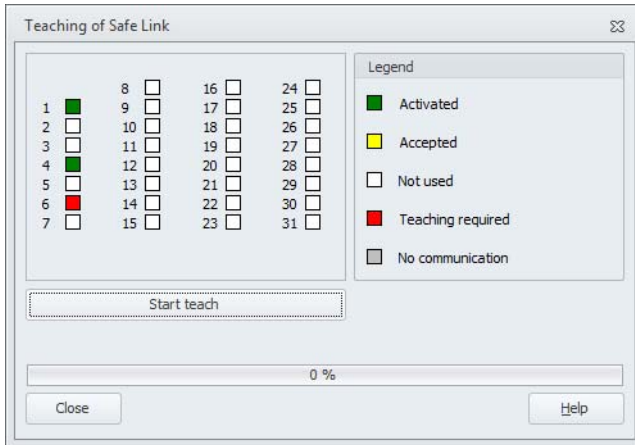 Teaching of Safe Link
8 16 24
1 9 17 25
2 10 18 26
3 11 19 27
4 12 20 28
5 13 21 29
6 14 22 30
7 15 23 31
Legend
Activated
Accepted
Not used
Teaching required
No communication
Start teach
0 %
Close
Help